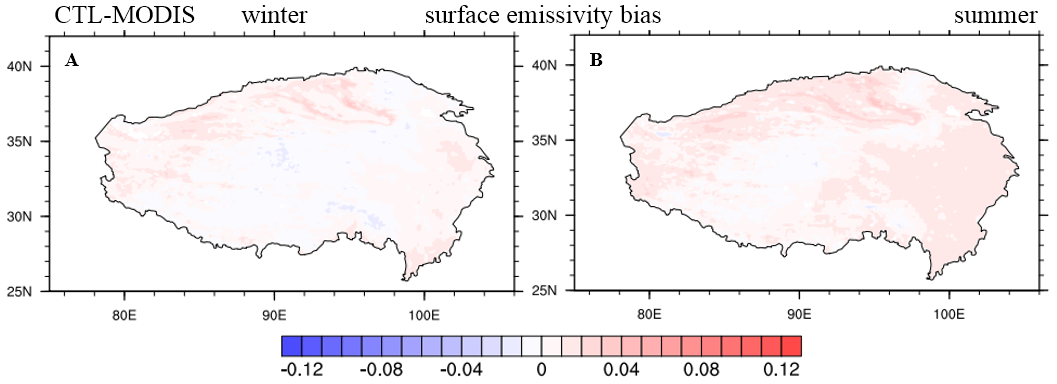 CTL-MODIS winter surface emissivity bias summer
A B
40N 40N
35N 35N
30N 30N
25N 25N
80E 90E 100E 80E 90E 100E
-0.12 -0.08 -0.04 0 0.04 0.08 0.12